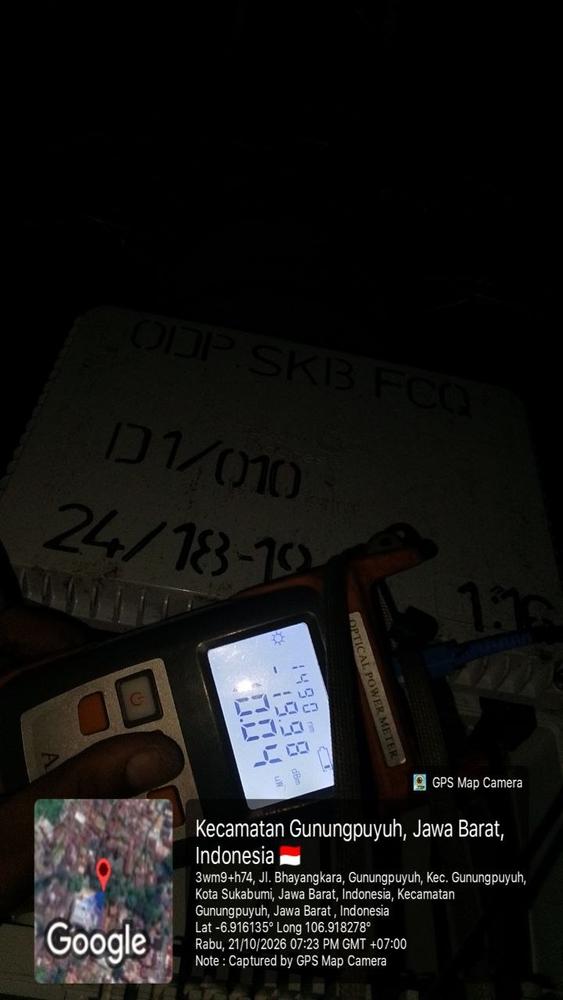 ODP SKB FCQ
D1/010
24/18-19
OPTICAL POWER METER
GPS Map Camera
Kecamatan Gunungpuyuh, Jawa Barat,
Indonesia
3wm9+h74, Jl. Bhayangkara, Gunungpuyuh, Kec. Gunungpuyuh,
Kota Sukabumi, Jawa Barat, Indonesia, Kecamatan
Gunungpuyuh, Jawa Barat , Indonesia
Lat -6.916135° Long 106.918278°
Rabu, 21/10/2026 07:23 PM GMT +07:00
Note : Captured by GPS Map Camera
Google